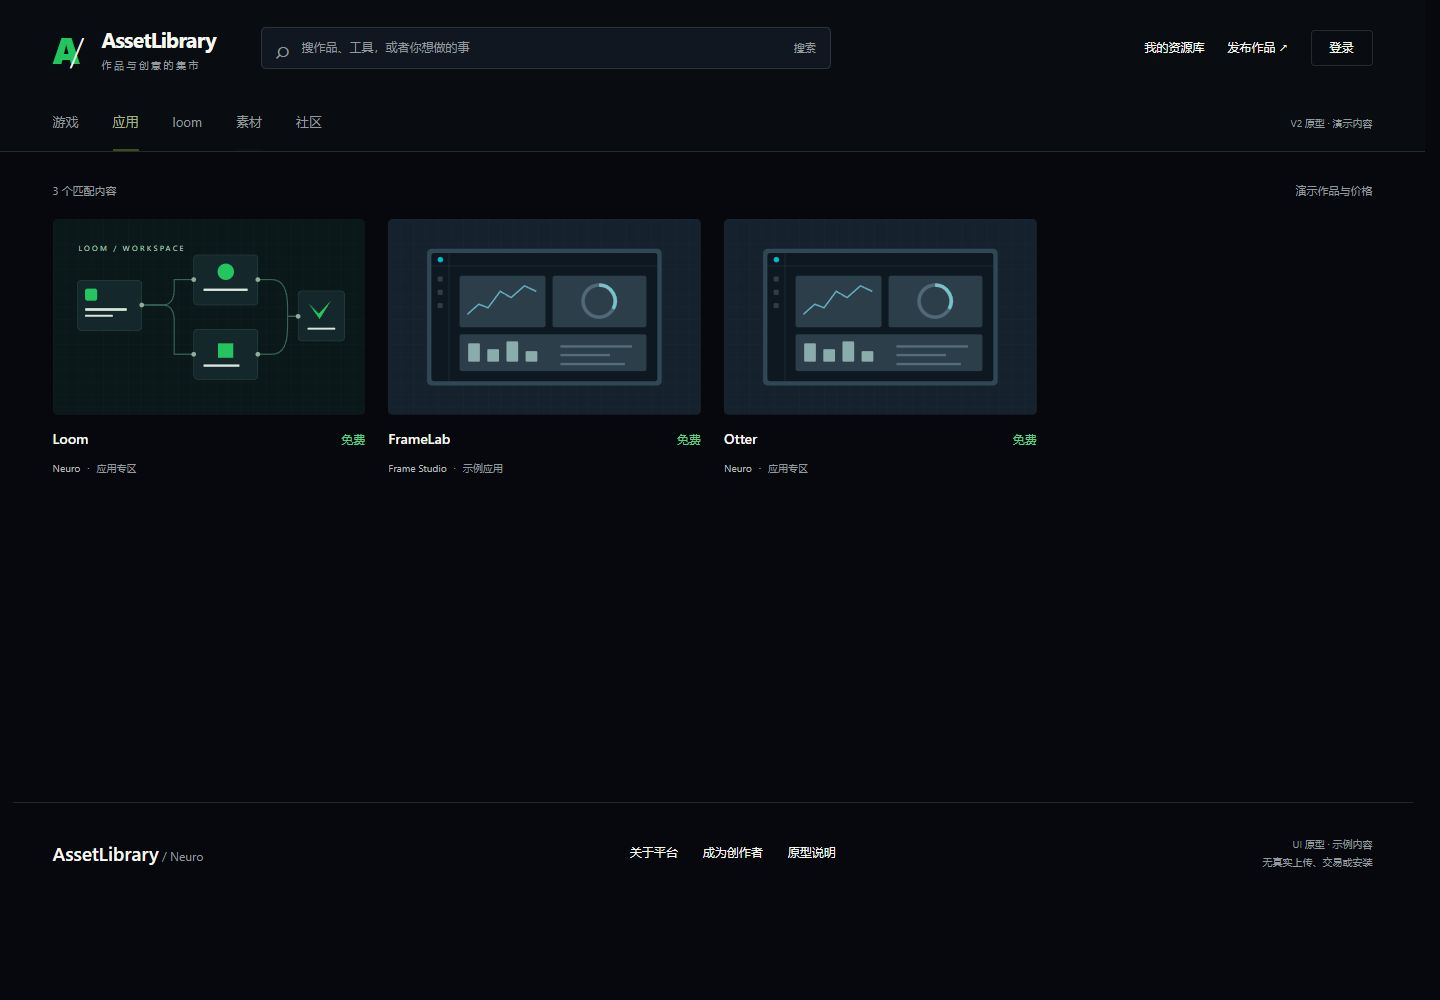 AssetLibrary
作品与创意的集市
搜作品、工具，或者你想做的事
搜索
我的资源库
发布作品 ↗
登录
游戏
应用
loom
素材
社区
V2 原型 · 演示内容
3 个匹配内容
演示作品与价格
LOOM / WORKSPACE
Loom
免费
Neuro · 应用专区
FrameLab
免费
Frame Studio · 示例应用
Otter
免费
Neuro · 应用专区
AssetLibrary / Neuro
关于平台
成为创作者
原型说明
UI 原型 · 示例内容
无真实上传、交易或安装